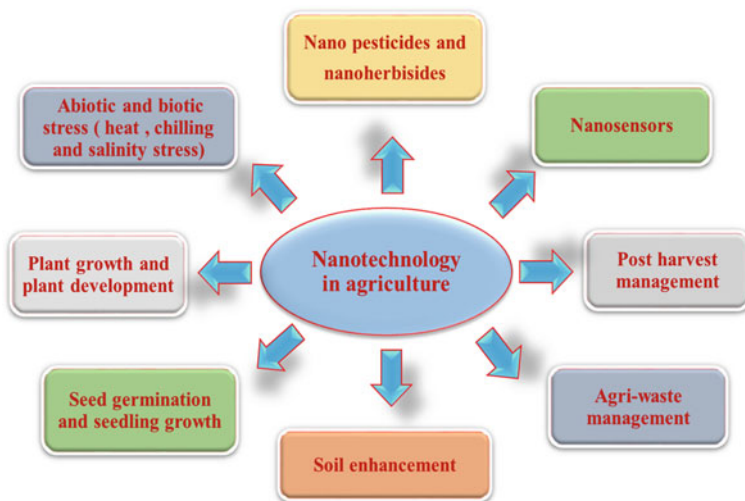 Nano pesticides and
nanoherbisides
Abiotic and biotic
stress ( heat , chilling
and salinity stress)
Nanosensors
Nanotechnology
in agriculture
Plant growth and
plant development
Post harvest
management
Seed germination
and seedling growth
Agri-waste
management
Soil enhancement